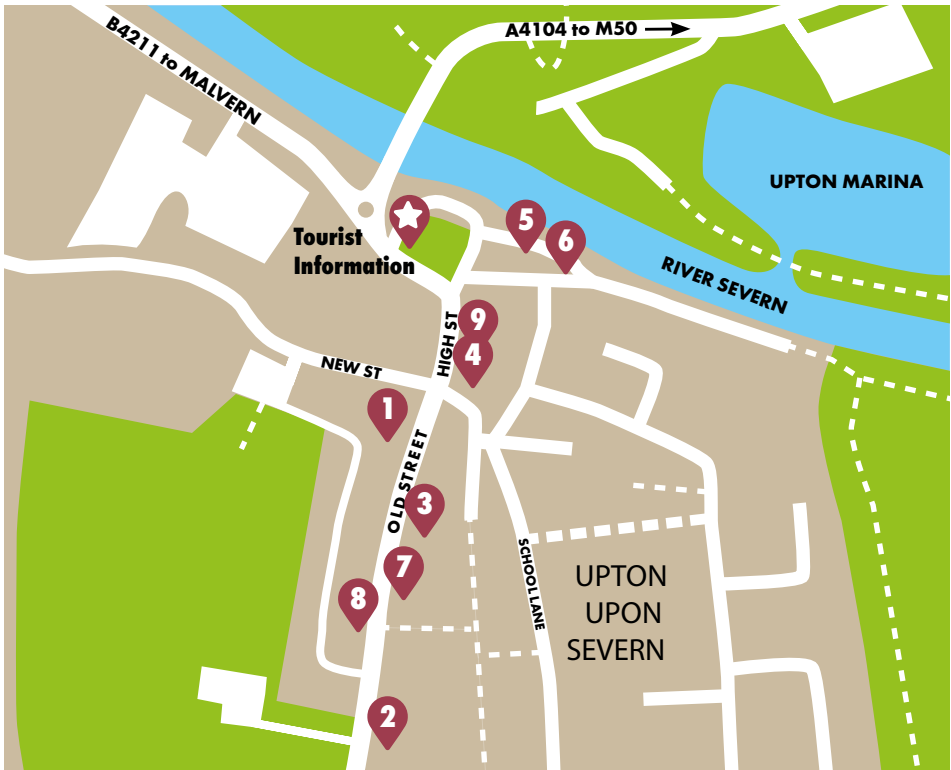 A4104 to M50
B4211 to MALVERN
UPTON MARINA
5
6
Tourist
Information
RIVER SEVERN
9
HIGH ST
4
NEW ST
1
OLD STREET
3
7
8
SCHOOL LANE
UPTON
UPON
SEVERN
2